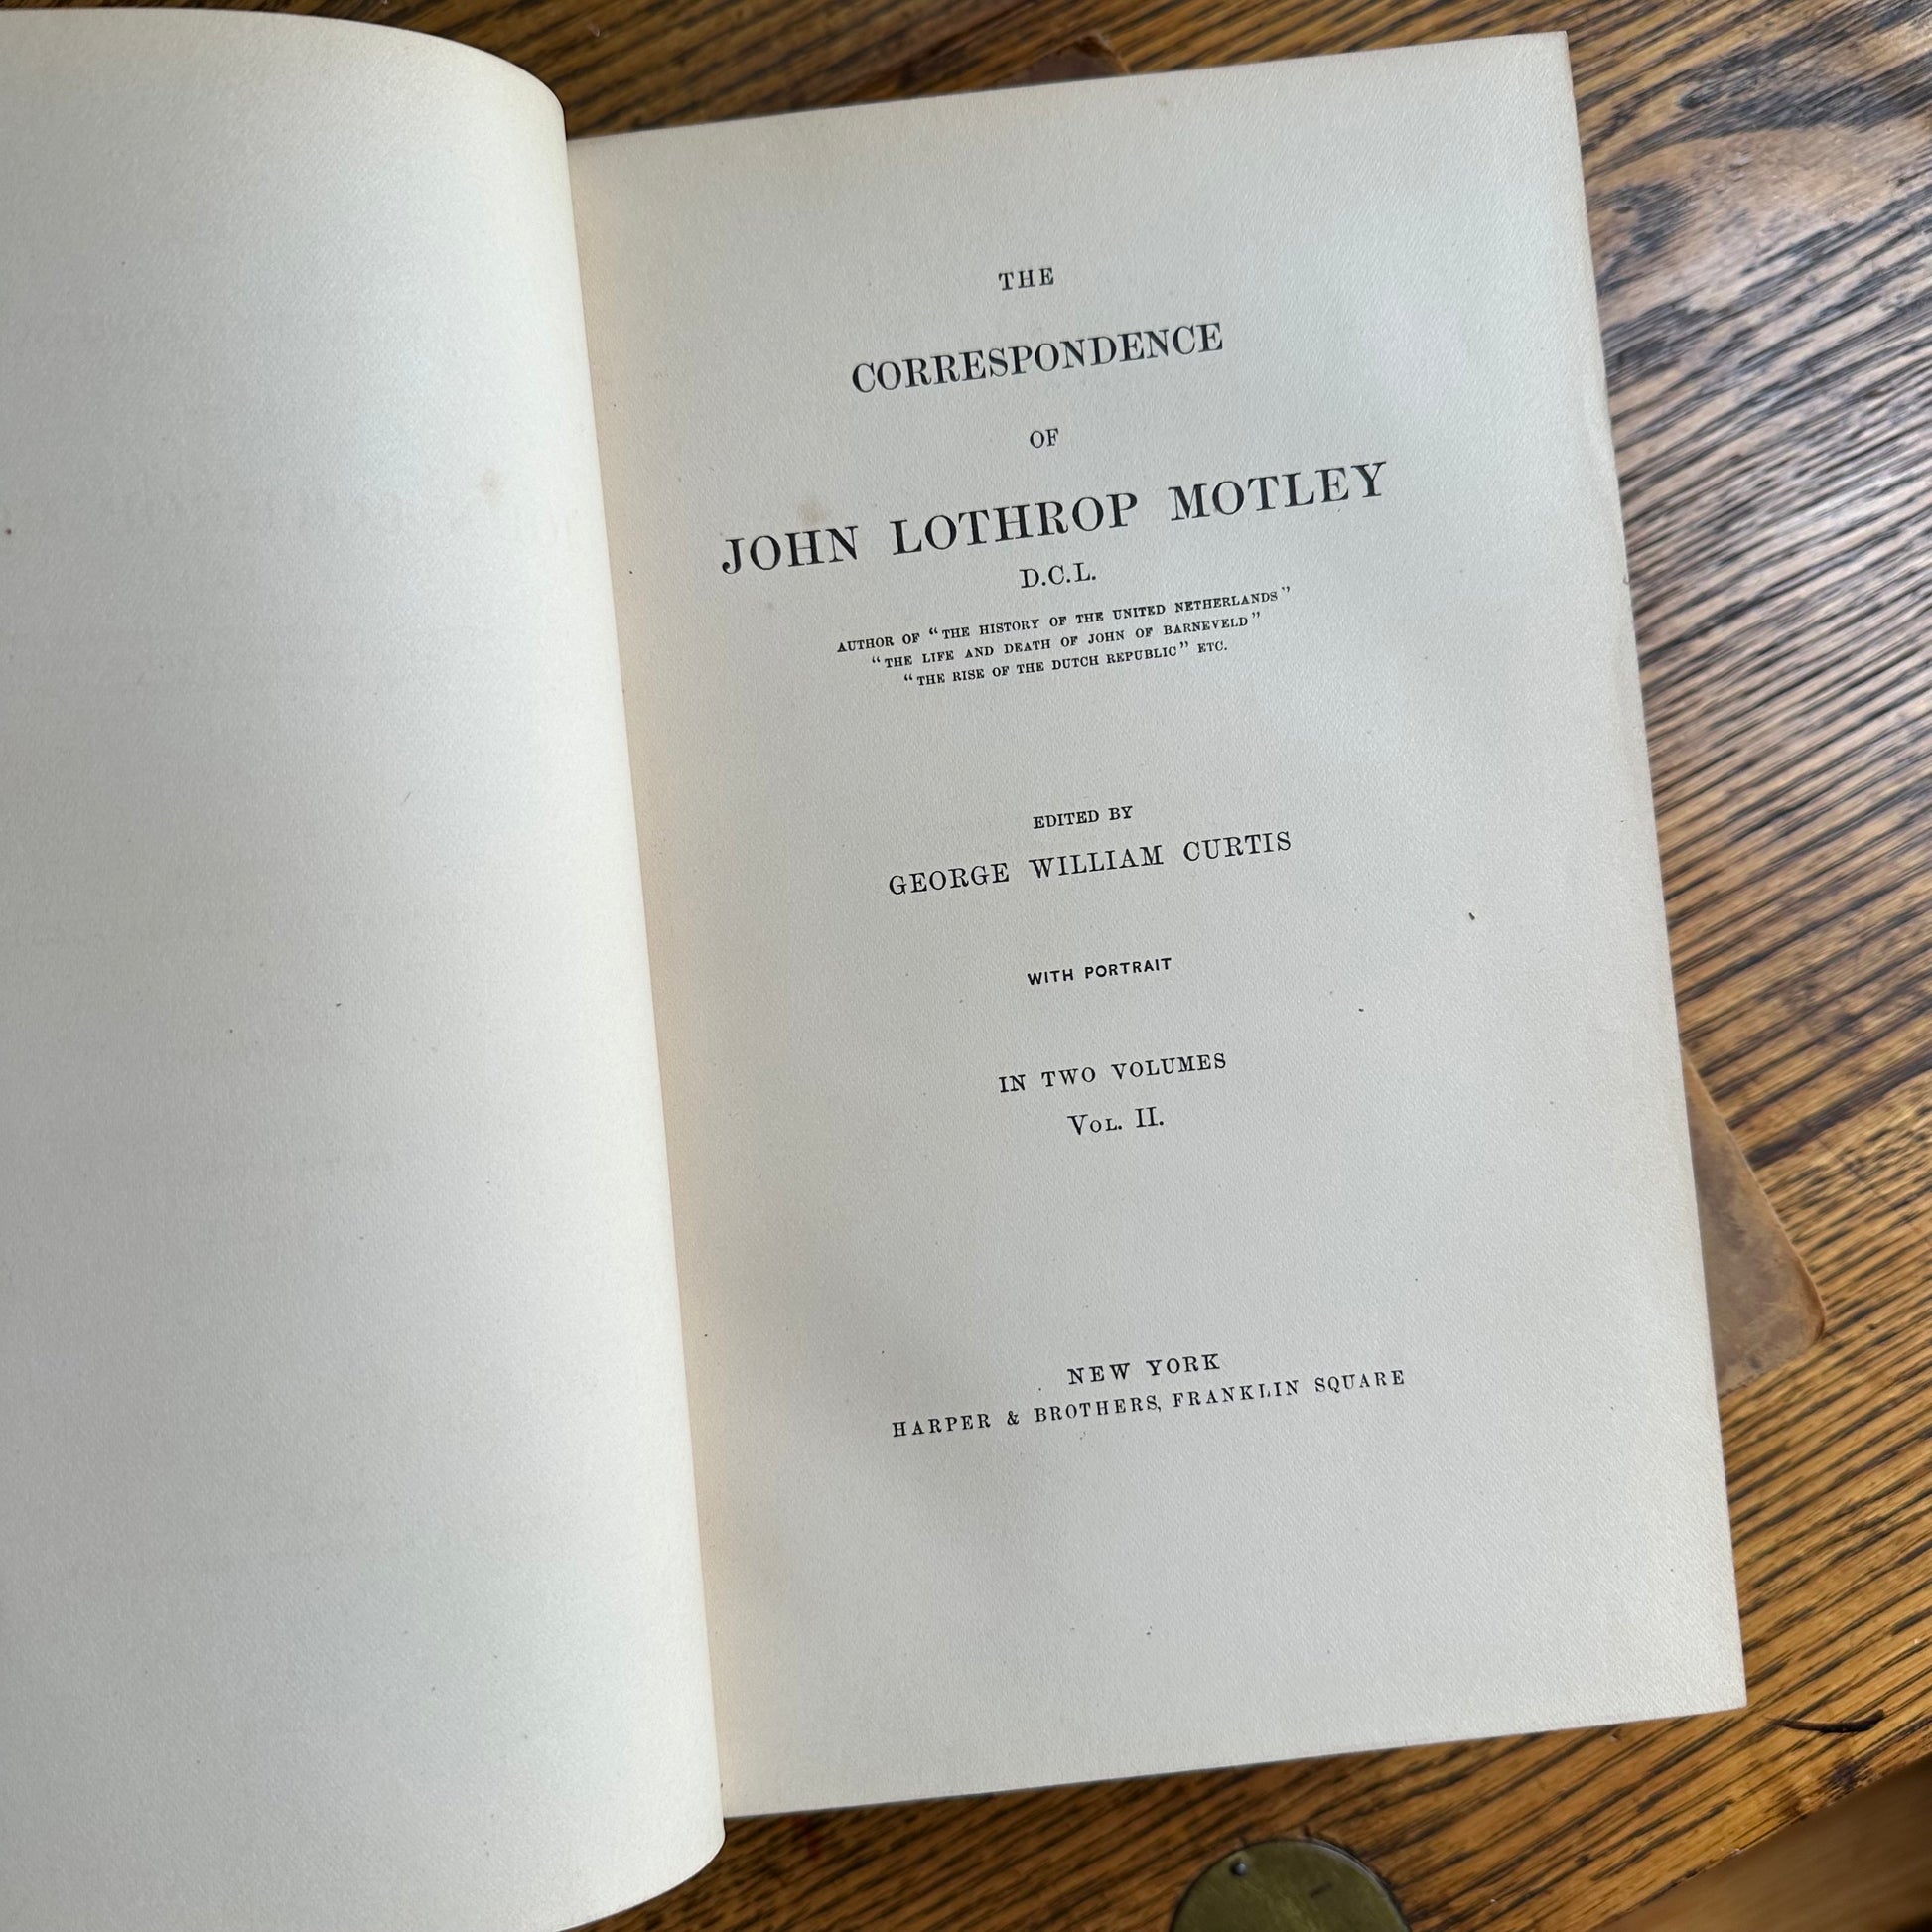 THE
CORRESPONDENCE
OF
JOHN LOTHROP MOTLEY
D.C.L.
AUTHOR OF “THE HISTORY OF THE UNITED NETHERLANDS”
“THE LIFE AND DEATH OF JOHN OF BARNEVELD”
“THE RISE OF THE DUTCH REPUBLIC” ETC.
EDITED BY
GEORGE WILLIAM CURTIS
WITH PORTRAIT
IN TWO VOLUMES
VOL. II.
NEW YORK
HARPER & BROTHERS, FRANKLIN SQUARE